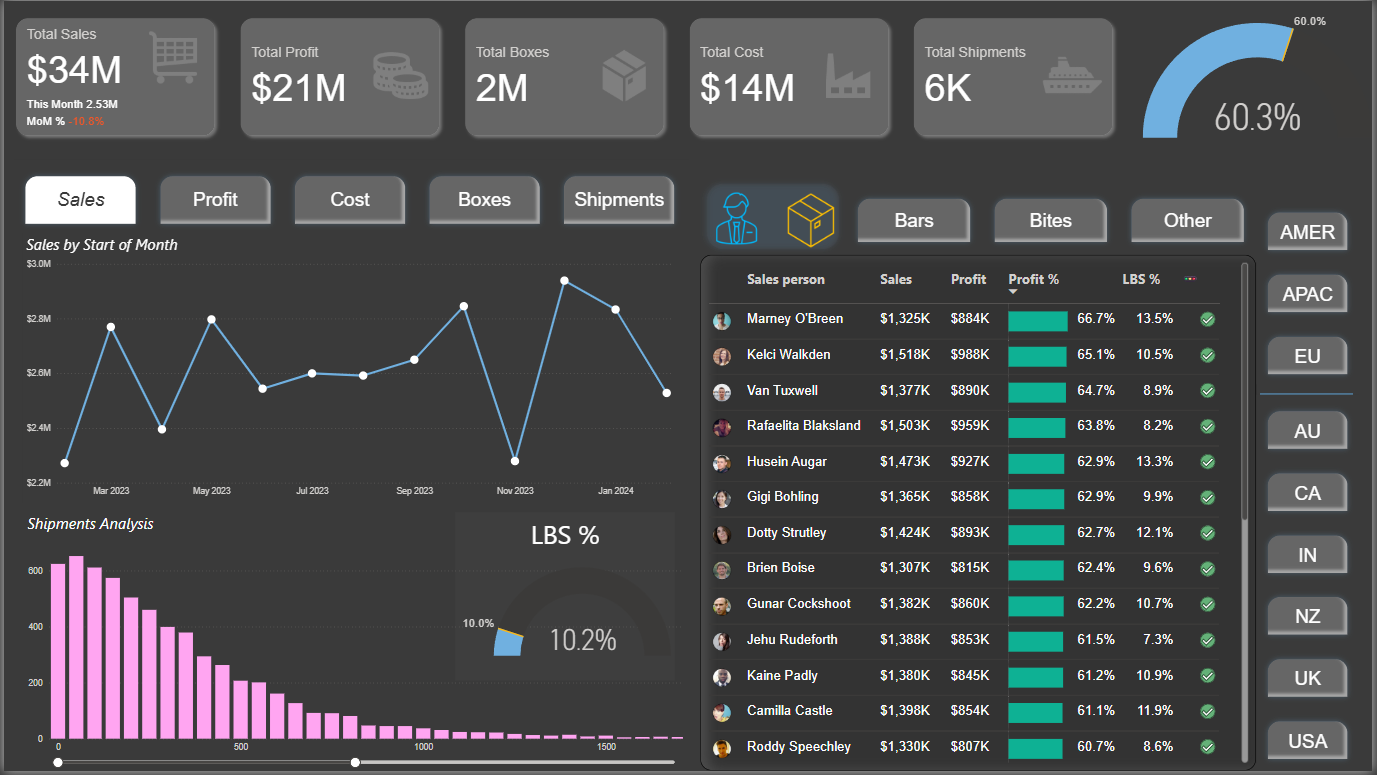 Total Sales
$34M
This Month 2.53M
MoM % -10.8%
Total Profit
$21M
Total Boxes
2M
Total Cost
$14M
Total Shipments
6K
60.0%
60.3%
Sales
Profit
Cost
Boxes
Shipments
Bars
Bites
Other
Sales by Start of Month
$3.0M
$2.8M
$2.6M
$2.4M
$2.2M
Mar 2023
May 2023
Jul 2023
Sep 2023
Nov 2023
Jan 2024
Shipments Analysis
600
400
200
0
0
500
1000
1500
LBS %
10.0%
10.2%
Sales person Sales Profit Profit % LBS %
Marney O'Breen $1,325K $884K 66.7% 13.5%
Kelci Walkden $1,518K $988K 65.1% 10.5%
Van Tuxwell $1,377K $890K 64.7% 8.9%
Rafaelita Blaksland $1,503K $959K 63.8% 8.2%
Husein Augar $1,473K $927K 62.9% 13.3%
Gigi Bohling $1,365K $858K 62.9% 9.9%
Dotty Strutley $1,424K $893K 62.7% 12.1%
Brien Boise $1,307K $815K 62.4% 9.6%
Gunar Cockshoot $1,382K $860K 62.2% 10.7%
Jehu Rudeforth $1,388K $853K 61.5% 7.3%
Kaine Padly $1,380K $845K 61.2% 10.9%
Camilla Castle $1,398K $854K 61.1% 11.9%
Roddy Speechley $1,330K $807K 60.7% 8.6%
AMER
APAC
EU
AU
CA
IN
NZ
UK
USA